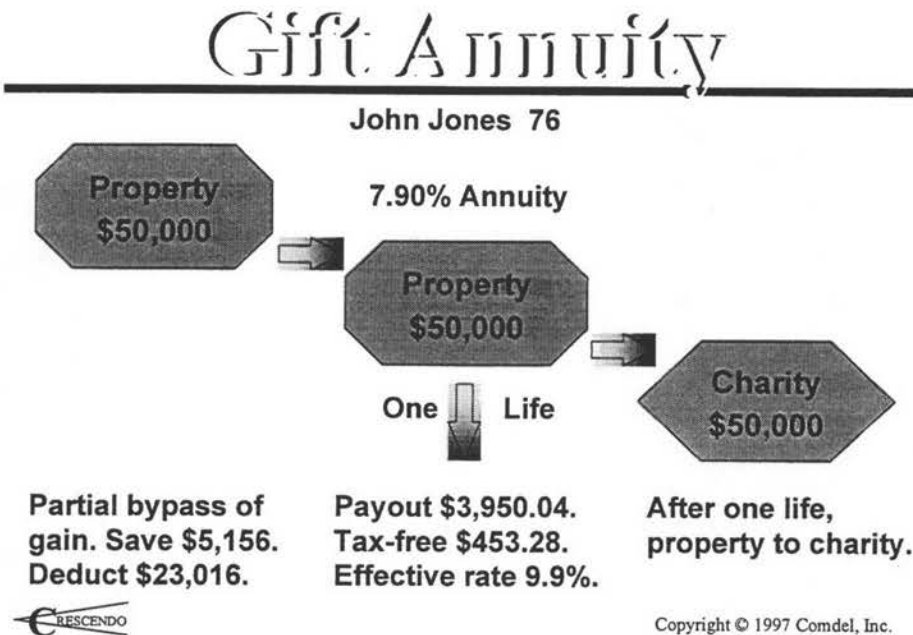 Gift Annuity
John Jones 76
Property
$50,000
7.90% Annuity
Property
$50,000
One Life
Charity
$50,000
Partial bypass of
gain. Save $5,156.
Deduct $23,016.
Payout $3,950.04.
Tax-free $453.28.
Effective rate 9.9%.
After one life,
property to charity.
CRESCENDO
Copyright © 1997 Comdel, Inc.